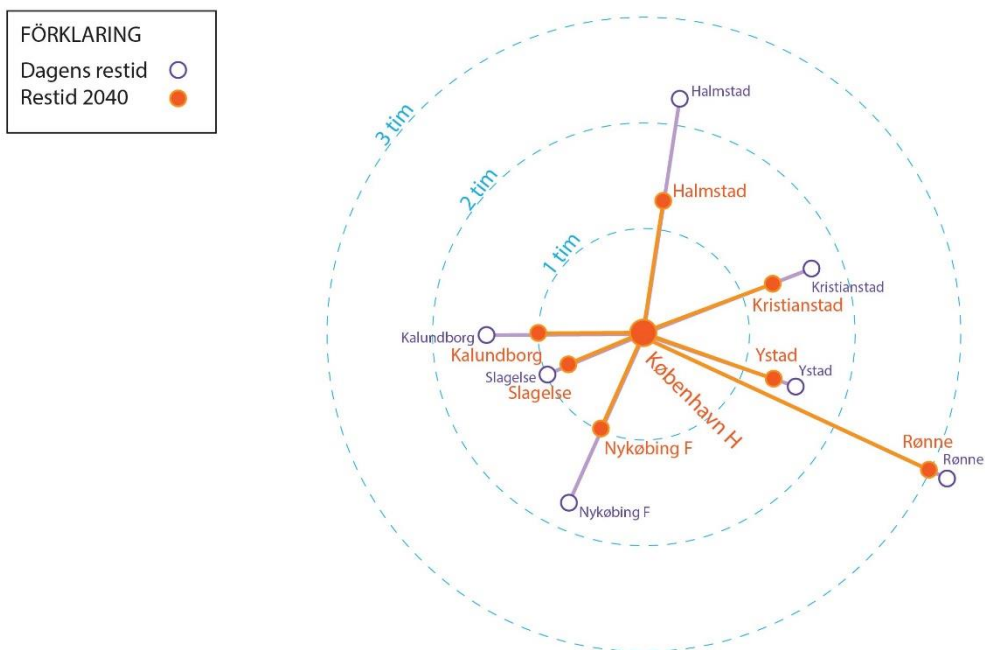 FÖRKLARING
Dagens restid
Restid 2040
3 tim
2 tim
1 tim
Halmstad
Halmstad
Kristianstad
Kristianstad
Kalundborg
Kalundborg
Slagelse
Slagelse
København H
Ystad
Ystad
Nykøbing F
Nykøbing F
Rønne
Rønne